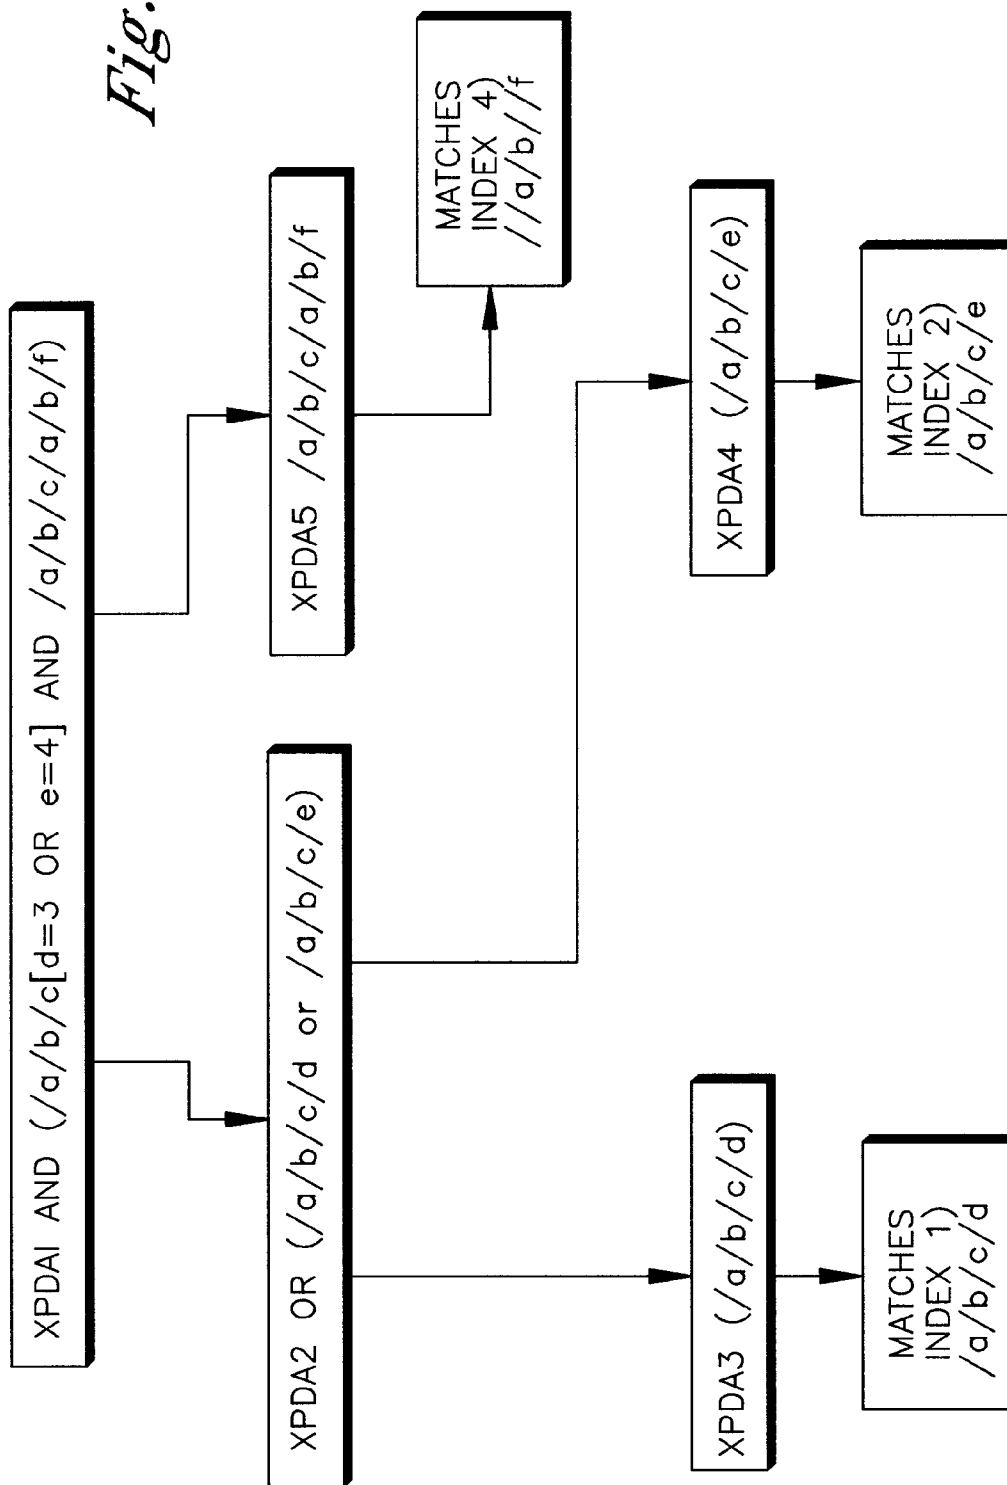 Fig.
XPDA1 AND (/a/b/c[d=3 OR e=4] AND /a/b/c/a/b/f)
XPDA2 OR (/a/b/c/d or /a/b/c/e)
XPDA5 /a/b/c/a/b/f
MATCHES
INDEX 4)
//a/b//f
XPDA3 (/a/b/c/d)
XPDA4 (/a/b/c/e)
MATCHES
INDEX 1)
/a/b/c/d
MATCHES
INDEX 2)
/a/b/c/e